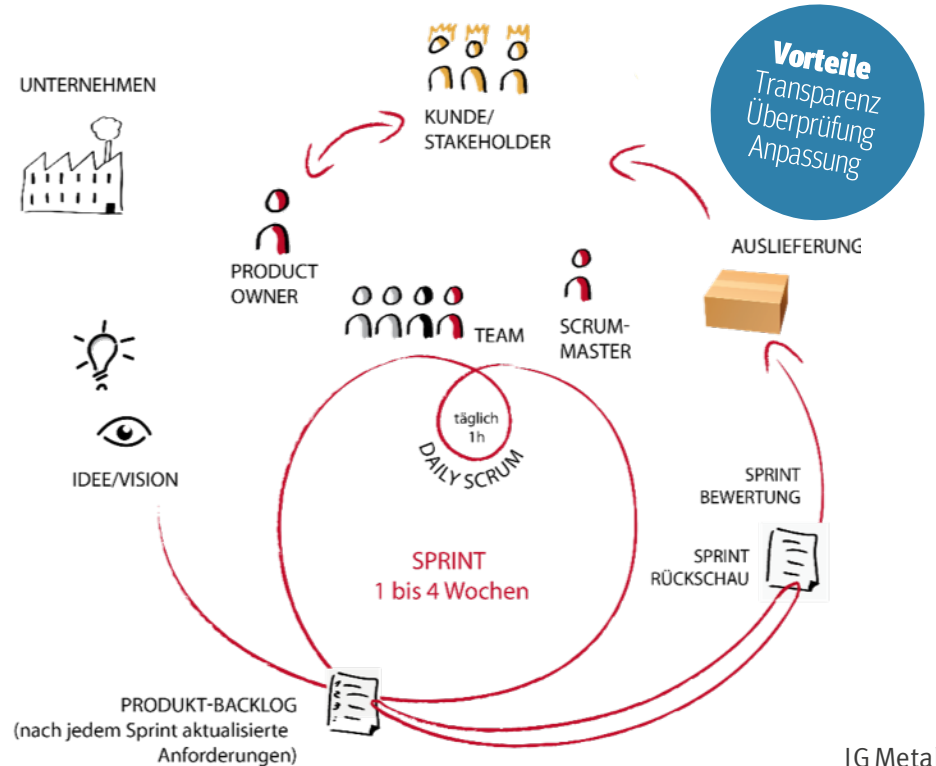 Vorteile
Transparenz
Überprüfung
Anpassung
UNTERNEHMEN
KUNDE/
STAKEHOLDER
PRODUCT
OWNER
TEAM
SCRUM-
MASTER
AUSLIEFERUNG
IDEE/VISION
täglich
1h
DAILY SCRUM
SPRINT
1 bis 4 Wochen
SPRINT
BEWERTUNG
SPRINT
RÜCKSCHAU
PRODUKT-BACKLOG
(nach jedem Sprint aktualisierte
Anforderungen)
IG Meta